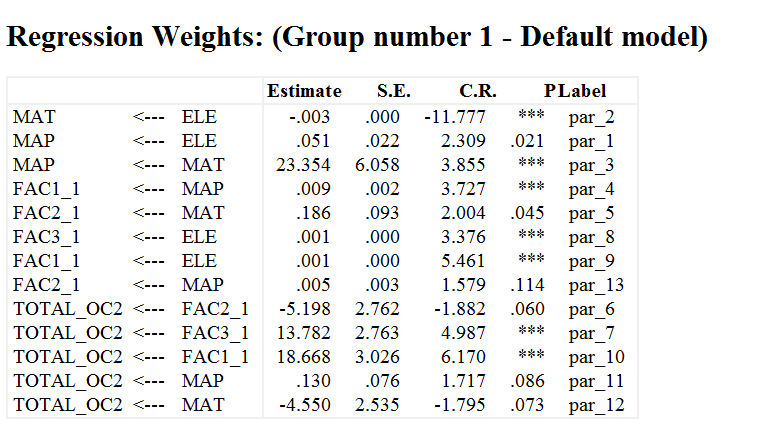 Regression Weights: (Group number 1 - Default model)
Estimate S.E. C.R. P Label
MAT <--- ELE -.003 .000 -11.777 *** par_2
MAP <--- ELE .051 .022 2.309 .021 par_1
MAP <--- MAT 23.354 6.058 3.855 *** par_3
FAC1_1 <--- MAP .009 .002 3.727 *** par_4
FAC2_1 <--- MAT .186 .093 2.004 .045 par_5
FAC3_1 <--- ELE .001 .000 3.376 *** par_8
FAC1_1 <--- ELE .001 .000 5.461 *** par_9
FAC2_1 <--- MAP .005 .003 1.579 .114 par_13
TOTAL_OC2 <--- FAC2_1 -5.198 2.762 -1.882 .060 par_6
TOTAL_OC2 <--- FAC3_1 13.782 2.763 4.987 *** par_7
TOTAL_OC2 <--- FAC1_1 18.668 3.026 6.170 *** par_10
TOTAL_OC2 <--- MAP .130 .076 1.717 .086 par_11
TOTAL_OC2 <--- MAT -4.550 2.535 -1.795 .073 par_12